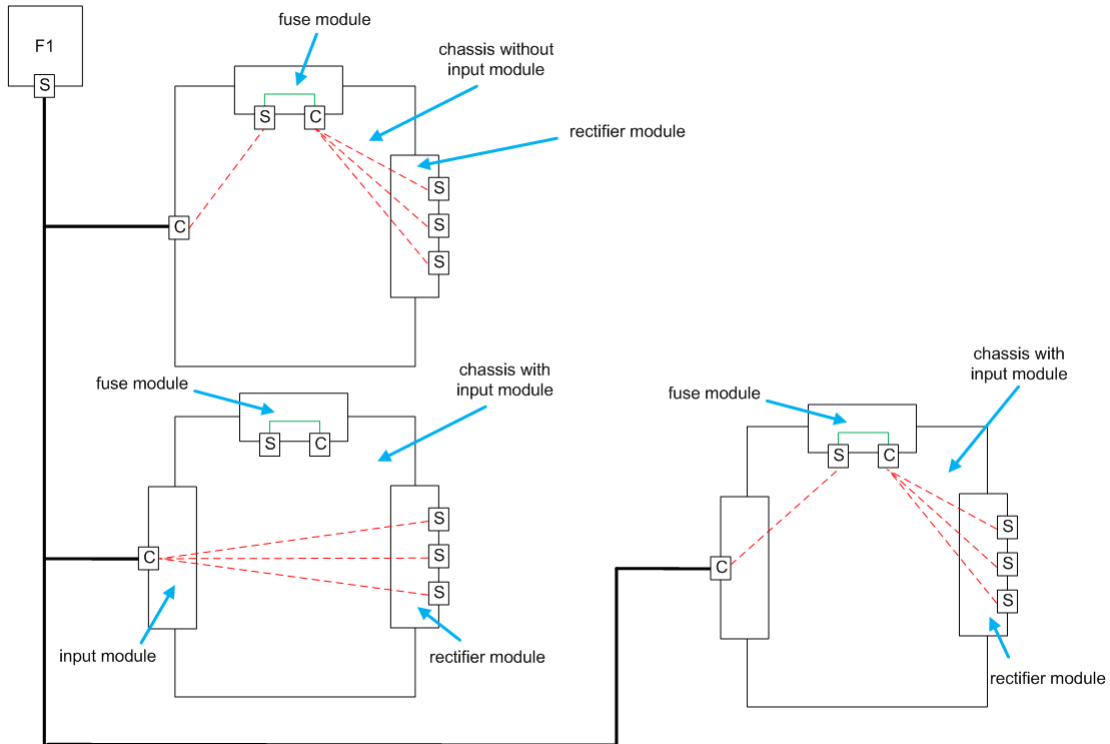 F1
S
fuse module
chassis without
input module
rectifier module
S
C
S
S
S
C
fuse module
chassis with
input module
S
C
C
S
S
S
input module
rectifier module
chassis with
input module
fuse module
S
C
C
S
S
S
rectifier module